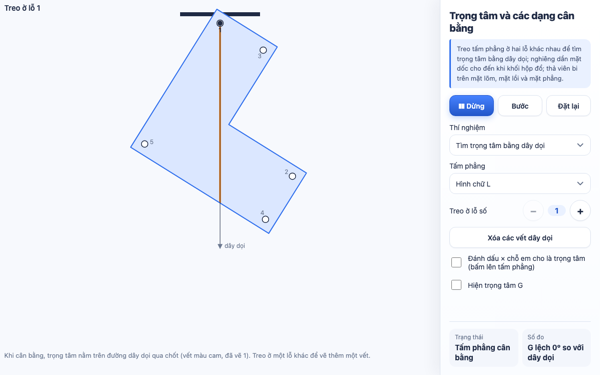 Treo ở lỗ 1
1
3
5
2
4
dây dọi
Khi cân bằng, trọng tâm nằm trên đường dây dọi qua chốt (vết màu cam, đã vẽ 1). Treo ở một lỗ khác để vẽ thêm một vết.
Trọng tâm và các dạng cân
bằng
Treo tấm phẳng ở hai lỗ khác nhau để tìm
trọng tâm bằng dây dọi; nghiêng dần mặt
dốc cho đến khi khối hộp đổ; thả viên bi
trên mặt lõm, mặt lồi và mặt phẳng.
Dừng
Bước
Đặt lại
Thí nghiệm
Tìm trọng tâm bằng dây dọi
Tấm phẳng
Hình chữ L
Treo ở lỗ số
−
1
+
Xóa các vết dây dọi
Đánh dấu × chỗ em cho là trọng tâm
(bấm lên tấm phẳng)
Hiện trọng tâm G
Trạng thái
Tấm phẳng cân
bằng
Số đo
G lệch 0° so với
dây dọi